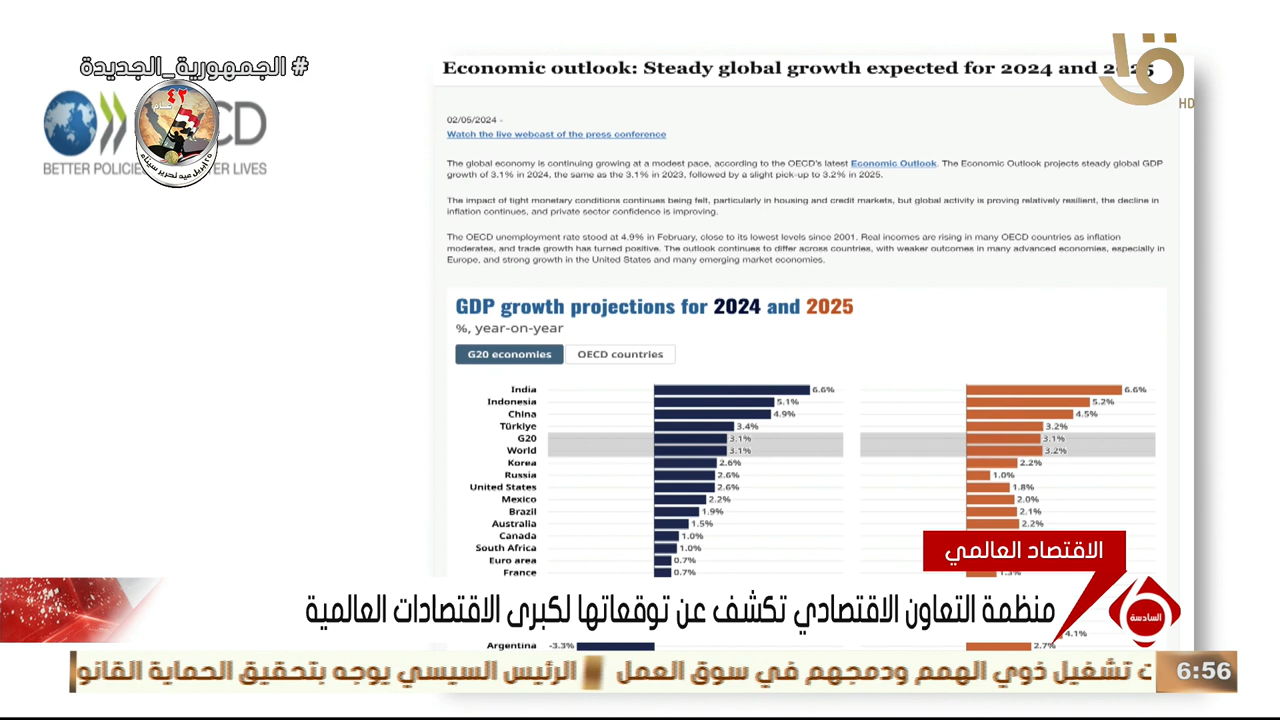 # الجمهورية_الجديدة
OECD
BETTER POLICIES FOR BETTER LIVES
٤٢
عام
٢٥ ابريل عيد تحرير سيناء
HD
Economic outlook: Steady global growth expected for 2024 and 2025
02/05/2024 -
Watch the live webcast of the press conference
The global economy is continuing growing at a modest pace, according to the OECD's latest Economic Outlook. The Economic Outlook projects steady global GDP
growth of 3.1% in 2024, the same as the 3.1% in 2023, followed by a slight pick-up to 3.2% in 2025.
The impact of tight monetary conditions continues being felt, particularly in housing and credit markets, but global activity is proving relatively resilient, the decline in
inflation continues, and private sector confidence is improving.
The OECD unemployment rate stood at 4.9% in February, close to its lowest levels since 2001. Real incomes are rising in many OECD countries as inflation
moderates, and trade growth has turned positive. The outlook continues to differ across countries, with weaker outcomes in many advanced economies, especially in
Europe, and strong growth in the United States and many emerging market economies.
GDP growth projections for 2024 and 2025
%, year-on-year
G20 economies OECD countries
India 6.6% 6.6%
Indonesia 5.1% 5.2%
China 4.9% 4.5%
Türkiye 3.4% 3.2%
G20 3.1% 3.1%
World 3.1% 3.2%
Korea 2.6% 2.2%
Russia 2.6% 1.0%
United States 2.6% 1.8%
Mexico 2.2% 2.0%
Brazil 1.9% 2.1%
Australia 1.5% 2.2%
Canada 1.0%
South Africa 1.0%
Euro area 0.7%
France 0.7%
الاقتصاد العالمي
منظمة التعاون الاقتصادي تكشف عن توقعاتها لكبرى الاقتصادات العالمية
السادسة
4.1%
Argentina -3.3% 2.7%
ت تشغيل ذوي الهمم ودمجهم في سوق العمل الرئيس السيسي يوجه بتحقيق الحماية القانو
6:56